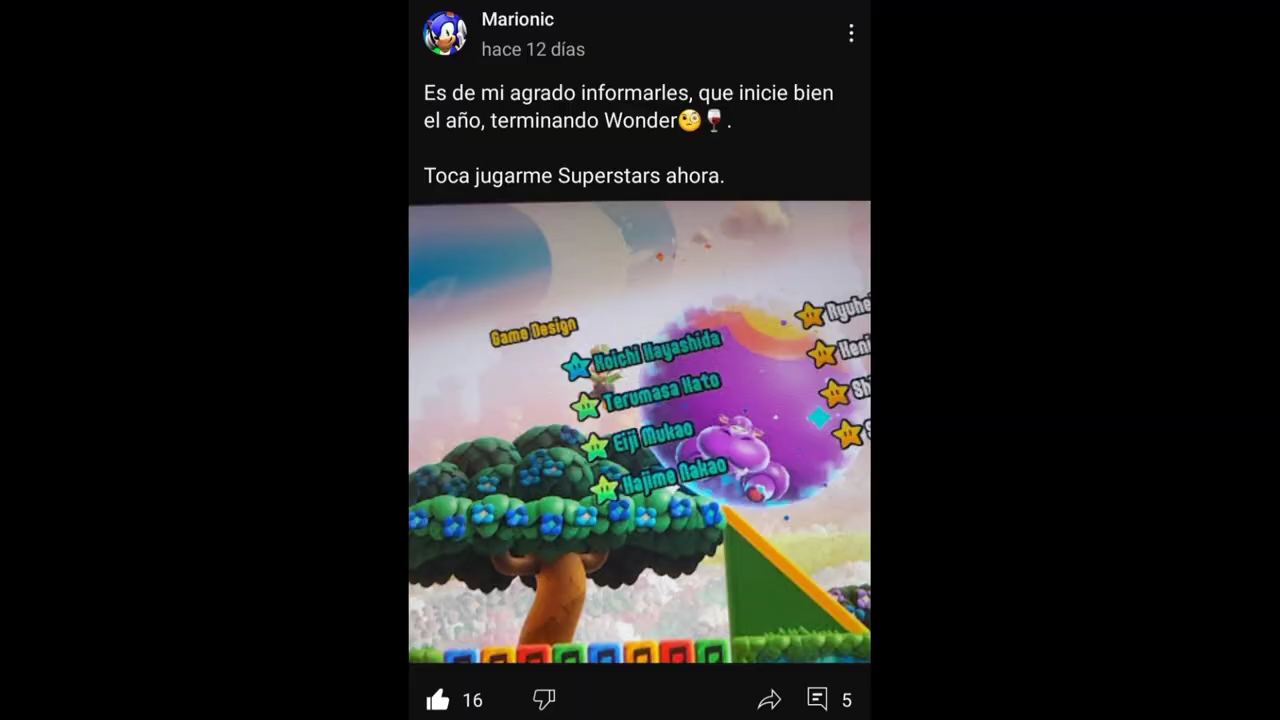 Marionic
hace 12 días
Es de mi agrado informarles, que inicie bien
el año, terminando Wonder🧐🍷.
Toca jugarme Superstars ahora.
Game Design
Koichi Hayashida
Terumasa Kato
Eiji Mukao
Hajime Nakao
16
5